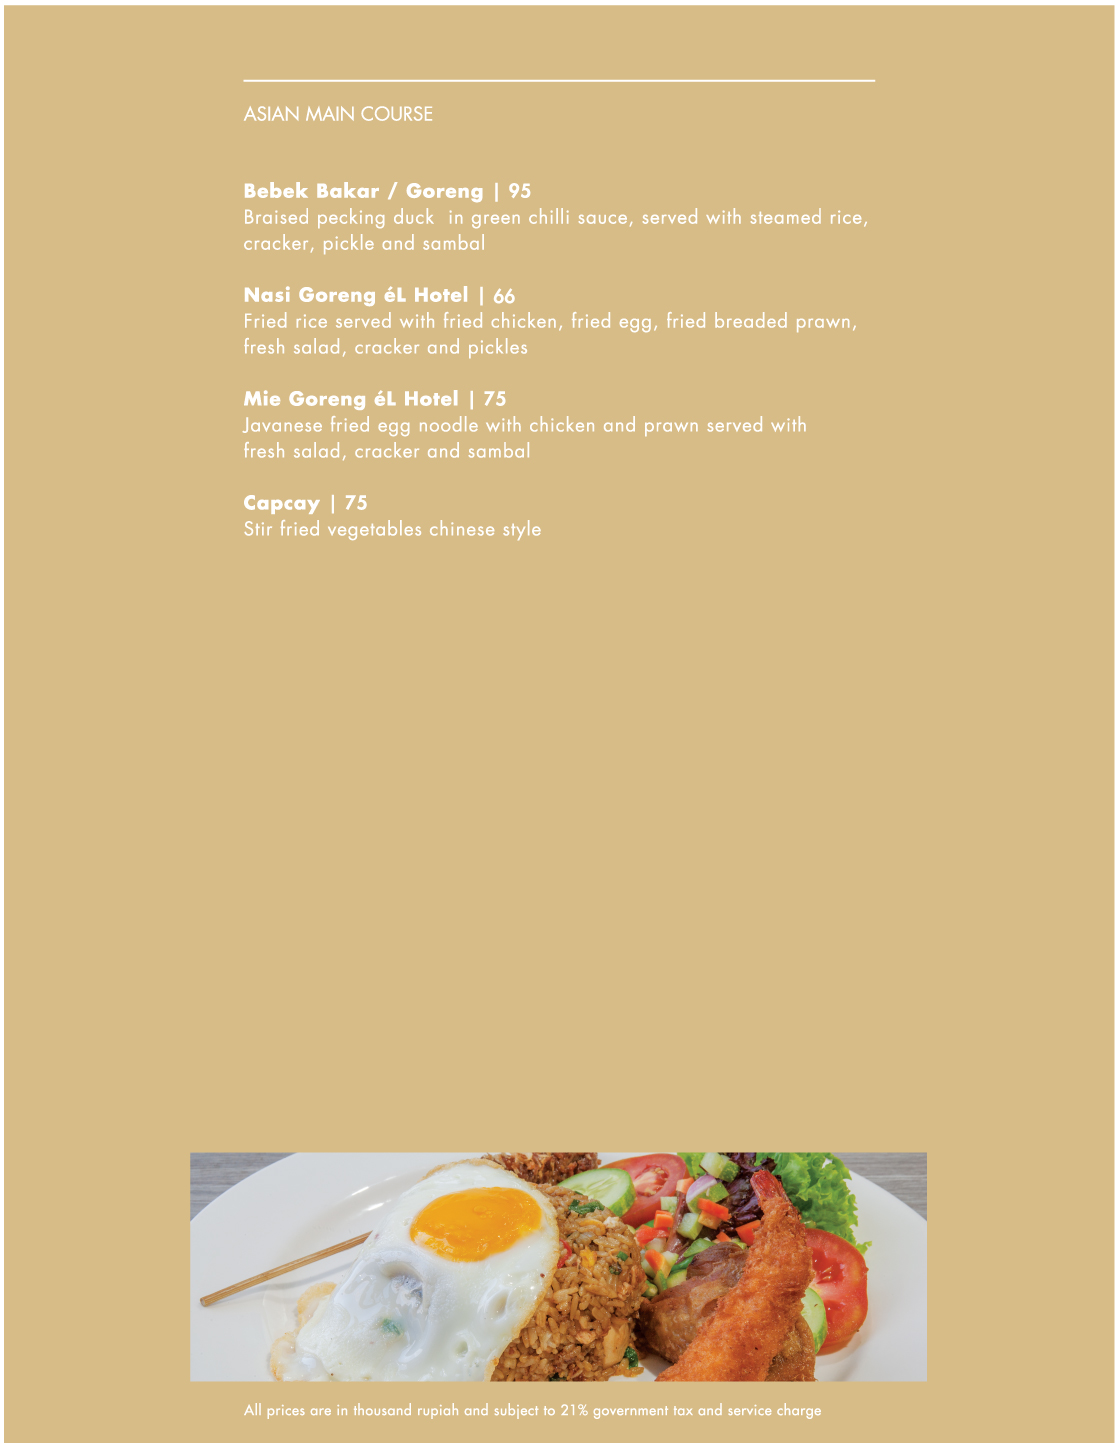 ASIAN MAIN COURSE
Bebek Bakar / Goreng | 95
Braised pecking duck in green chilli sauce, served with steamed rice,
cracker, pickle and sambal
Nasi Goreng éL Hotel | 66
Fried rice served with fried chicken, fried egg, fried breaded prawn,
fresh salad, cracker and pickles
Mie Goreng éL Hotel | 75
Javanese fried egg noodle with chicken and prawn served with
fresh salad, cracker and sambal
Capcay | 75
Stir fried vegetables chinese style
All prices are in thousand rupiah and subject to 21% government tax and service charge